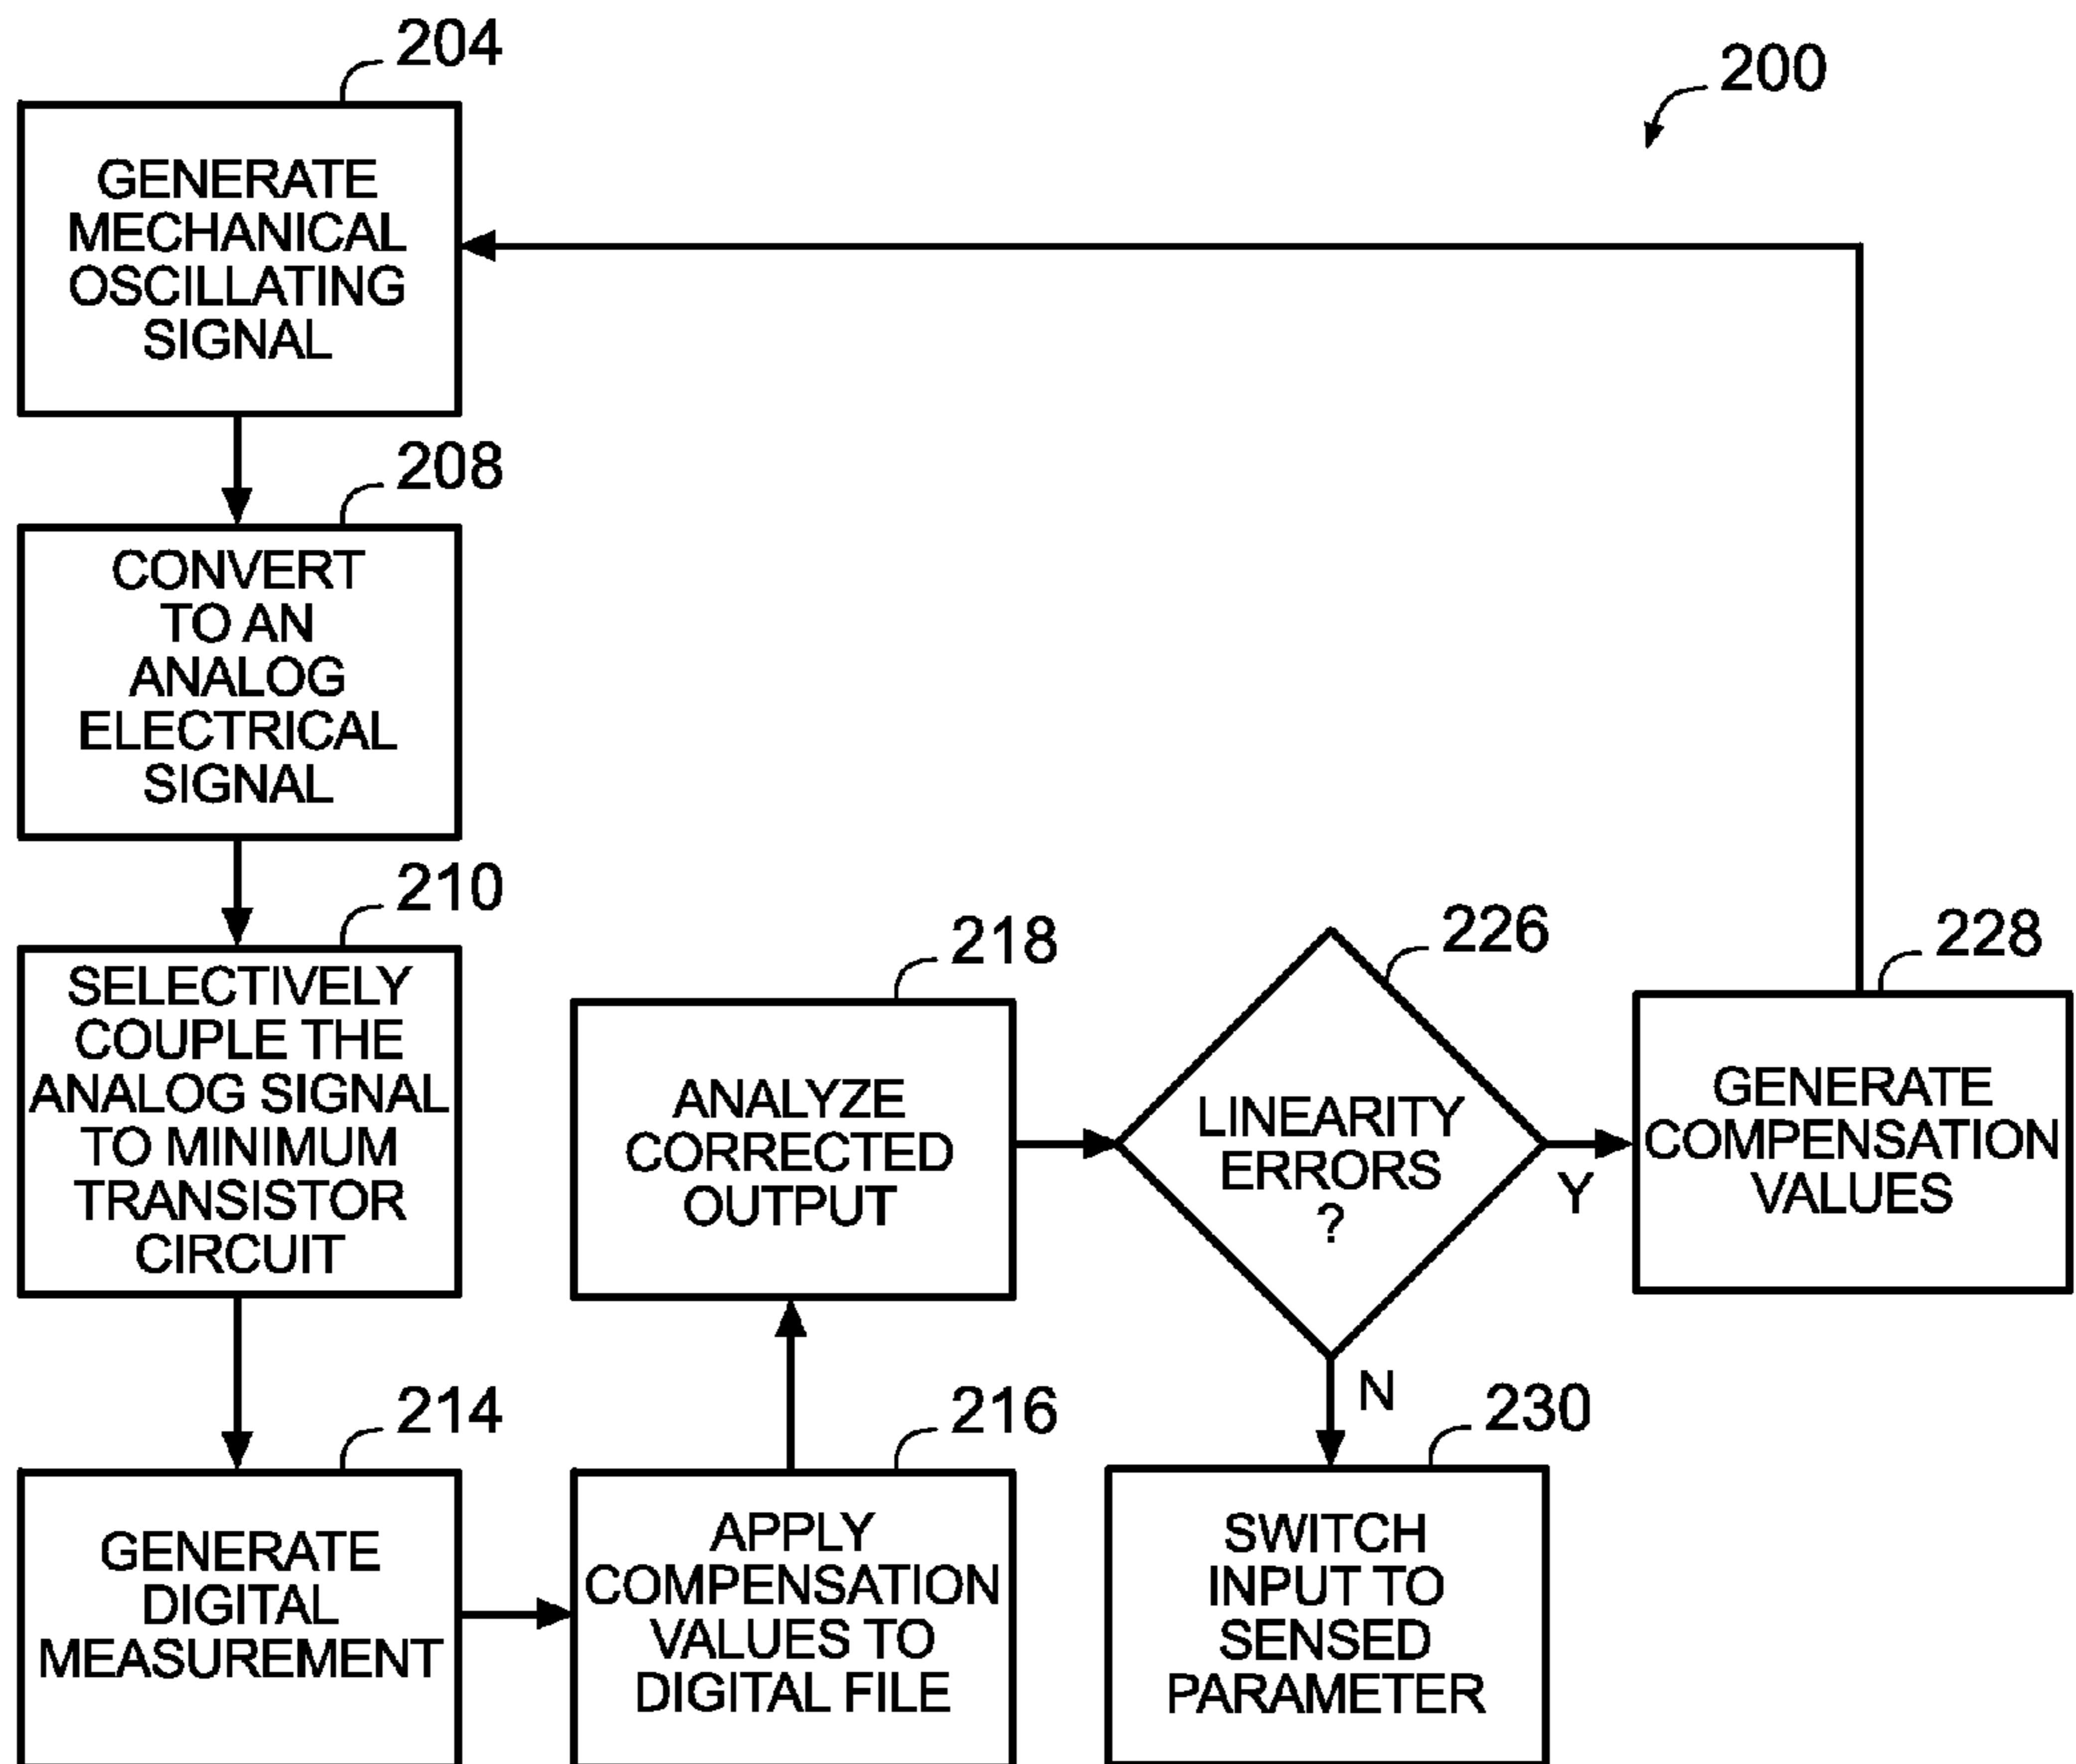 204
200
GENERATE
MECHANICAL
OSCILLATING
SIGNAL
208
CONVERT
TO AN
ANALOG
ELECTRICAL
SIGNAL
210
SELECTIVELY
COUPLE THE
ANALOG SIGNAL
TO MINIMUM
TRANSISTOR
CIRCUIT
214
GENERATE
DIGITAL
MEASUREMENT
216
APPLY
COMPENSATION
VALUES TO
DIGITAL FILE
218
ANALYZE
CORRECTED
OUTPUT
226
LINEARITY
ERRORS
?
Y
N
228
GENERATE
COMPENSATION
VALUES
230
SWITCH
INPUT TO
SENSED
PARAMETER